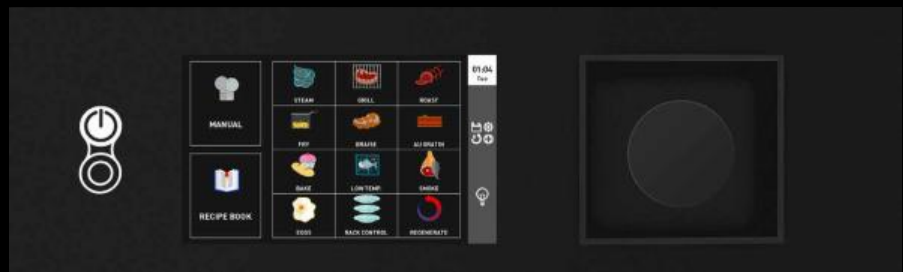 MANUAL
RECIPE BOOK
STEAM
GRILL
ROAST
FRY
BRAISE
AU GRATIN
BAKE
LOW TEMP.
SMOKE
EGGS
RACK CONTROL
REGENERATE
01:04
Tue